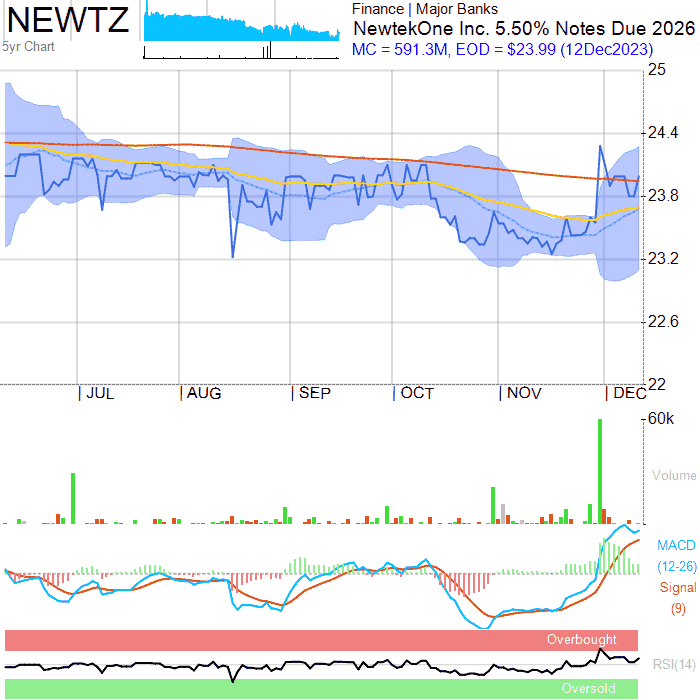 NEWTZ
5yr Chart
Finance | Major Banks
NewtekOne Inc. 5.50% Notes Due 2026
MC = 591.3M, EOD = $23.99 (12Dec2023)
25
24.4
23.8
23.2
22.6
22
| JUL | AUG | SEP | OCT | NOV | DEC
60k
Volume
MACD
(12-26)
Signal
(9)
Overbought
RSI(14)
Oversold